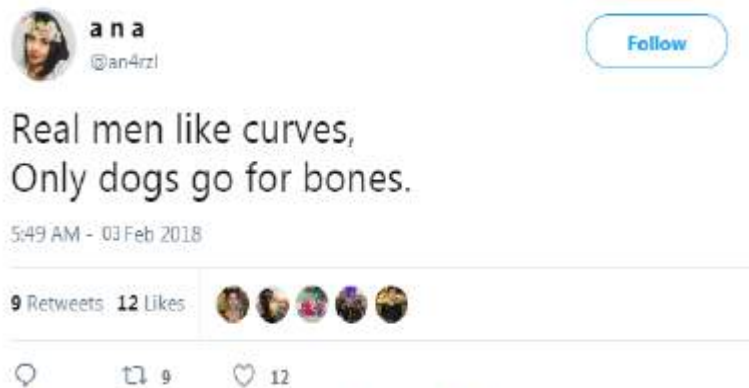 a n a
@an4rzl
Follow
Real men like curves,
Only dogs go for bones.
5:49 AM - 03 Feb 2018
9 Retweets 12 Likes
9 12